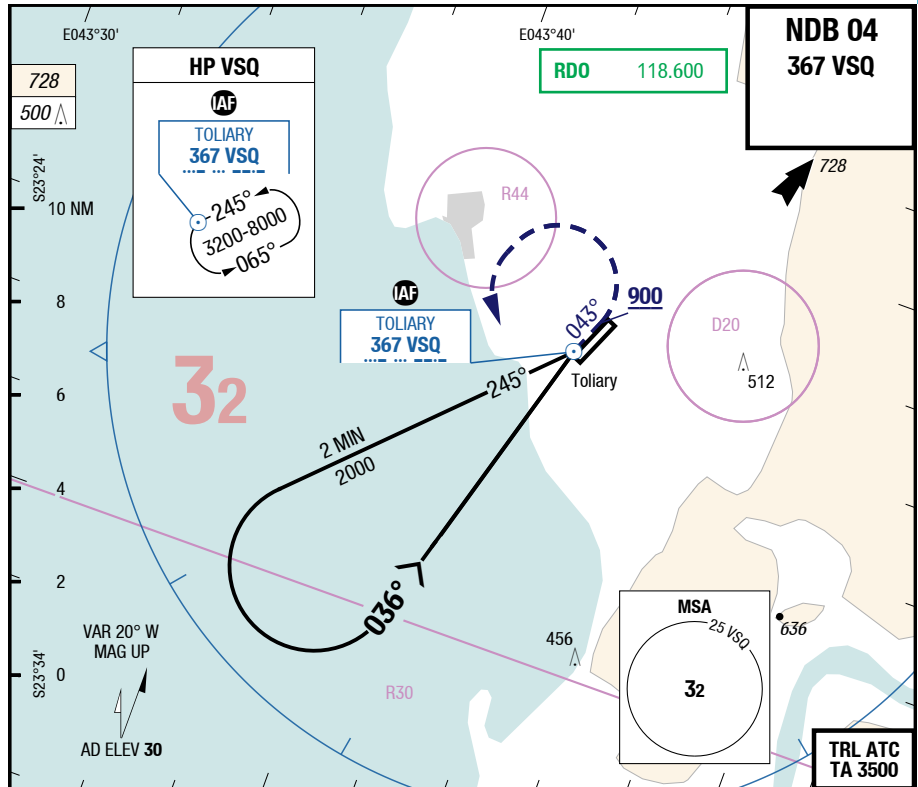 E043°30'
E043°40'
NDB 04
367 VSQ
RDO 118.600
728
500
HP VSQ
IAF
TOLIARY
367 VSQ
245°
3200-8000
065°
S23°24'
10 NM
8
6
4
2
0
S23°34'
R44
728
IAF
TOLIARY
367 VSQ
043°
900
D20
512
Toliary
32
245°
2 MIN
2000
036°
R30
456
MSA
25 VSQ
32
636
VAR 20° W
MAG UP
AD ELEV 30
TRL ATC
TA 3500